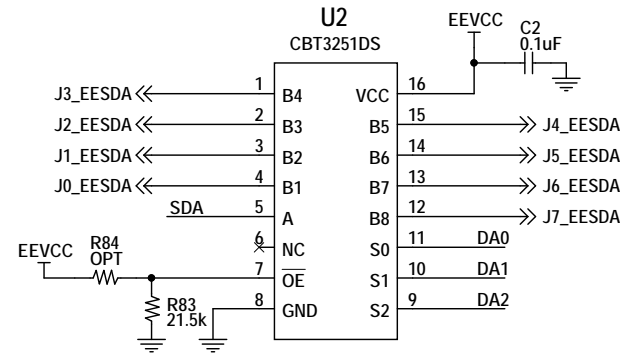 U2
CBT3251DS
EEVCC
C2
0.1uF
J3_EESDA
1
B4
VCC
16
J2_EESDA
2
B3
B5
15
J4_EESDA
J1_EESDA
3
B2
B6
14
J5_EESDA
J0_EESDA
4
B1
B7
13
J6_EESDA
SDA
5
A
B8
12
J7_EESDA
6
NC
S0
11
DA0
EEVCC
R84
OPT
7
OE
S1
10
DA1
R83
21.5k
8
GND
S2
9
DA2